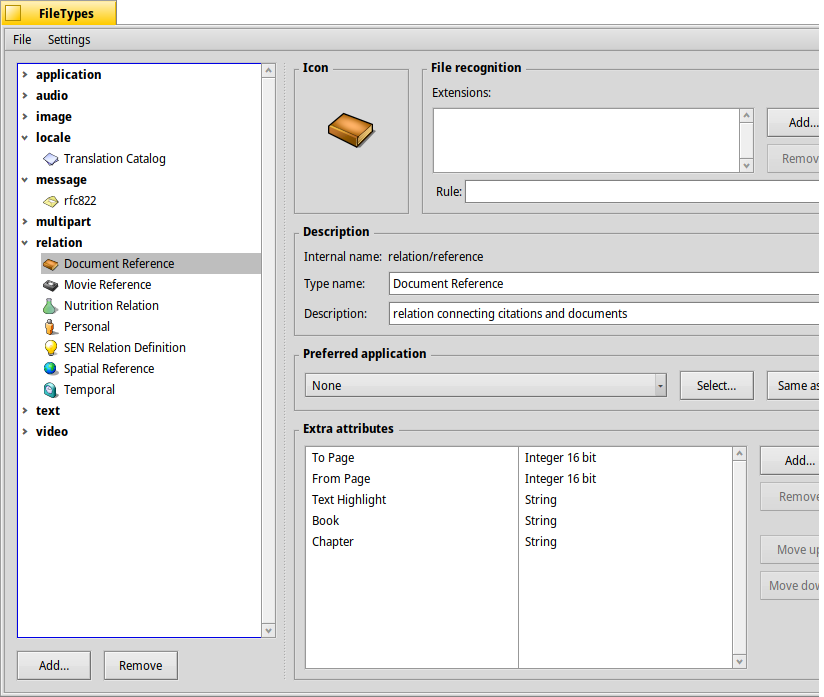 FileTypes
File Settings
application
audio
image
locale
Translation Catalog
message
rfc822
multipart
relation
Document Reference
Movie Reference
Nutrition Relation
Personal
SEN Relation Definition
Spatial Reference
Temporal
text
video
Add...
Remove
Icon
File recognition
Extensions:
Add...
Remov
Rule:
Description
Internal name: relation/reference
Type name: Document Reference
Description: relation connecting citations and documents
Preferred application
None
Select...
Same as
Extra attributes
To Page Integer 16 bit
From Page Integer 16 bit
Text Highlight String
Book String
Chapter String
Add...
Remove
Move up
Move dow